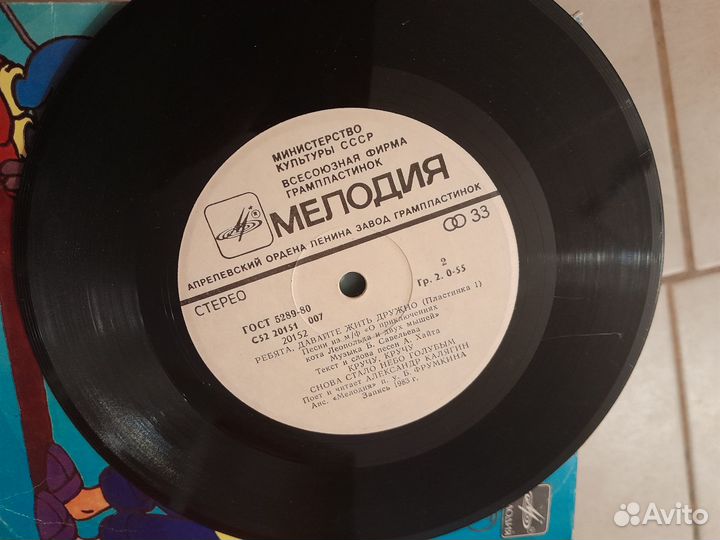 МИНИСТЕРСТВО
КУЛЬТУРЫ СССР
ВСЕСОЮЗНАЯ ФИРМА
ГРАМПЛАСТИНОК
МЕЛОДИЯ
АПРЕЛЕВСКИЙ ОРДЕНА ЛЕНИНА ЗАВОД ГРАМПЛАСТИНОК
33
СТЕРЕО
2
ГОСТ 5289-80
Гр. 2. 0-55
С52 20151 007
20152
РЕБЯТА, ДАВАЙТЕ ЖИТЬ ДРУЖНО (Пластинка 1)
Песни из м/ф «О приключениях
кота Леопольда и двух мышей»
Музыка Б. Савельева
Текст и слова песен А. Хайта
КРУЧУ, КРУЧУ
СНОВА СТАЛО НЕБО ГОЛУБЫМ
Поет и читает АЛЕКСАНДР КАЛЯГИН
Анс. «Мелодия» п. у Б. ФРУМКИНА
Запись 1983 г.
Avito